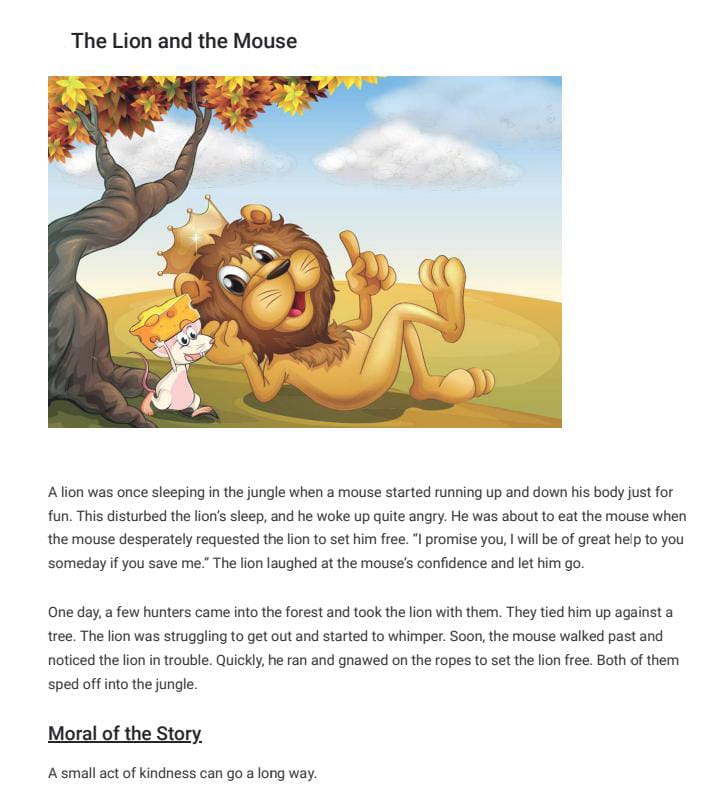 The Lion and the Mouse
A lion was once sleeping in the jungle when a mouse started running up and down his body just for
fun. This disturbed the lion’s sleep, and he woke up quite angry. He was about to eat the mouse when
the mouse desperately requested the lion to set him free. “I promise you, I will be of great help to you
someday if you save me.” The lion laughed at the mouse’s confidence and let him go.
One day, a few hunters came into the forest and took the lion with them. They tied him up against a
tree. The lion was struggling to get out and started to whimper. Soon, the mouse walked past and
noticed the lion in trouble. Quickly, he ran and gnawed on the ropes to set the lion free. Both of them
sped off into the jungle.
Moral of the Story
A small act of kindness can go a long way.